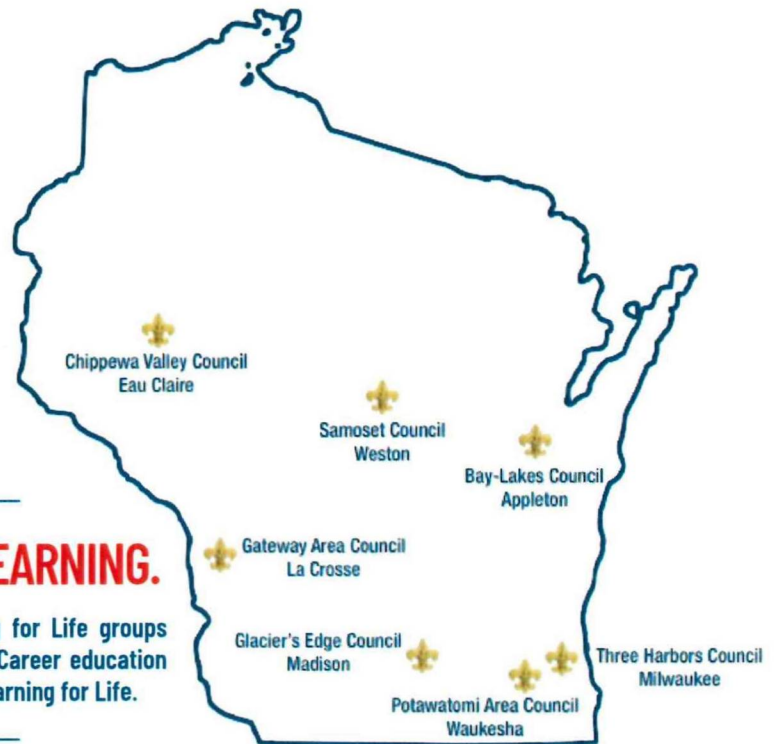 Chippewa Valley Council
Eau Claire
Samoset Council
Weston
Bay-Lakes Council
Appleton
EARNING.
Gateway Area Council
La Crosse
for Life groups
Career education
arning for Life.
Glacier's Edge Council
Madison
Three Harbors Council
Milwaukee
Potawatomi Area Council
Waukesha